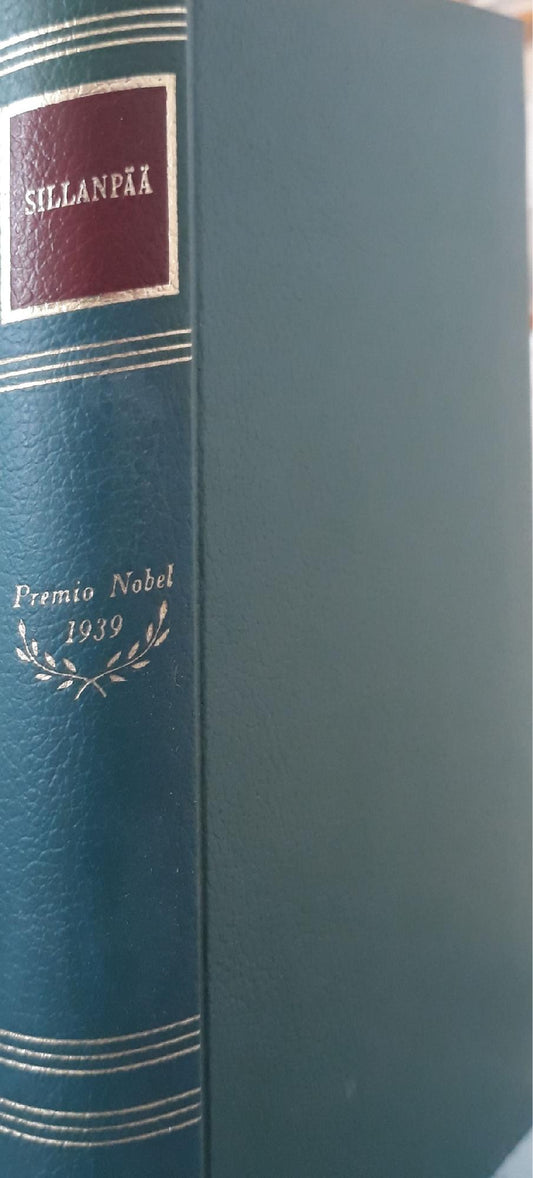 SILLANPÄÄ
Premio Nobel
1939